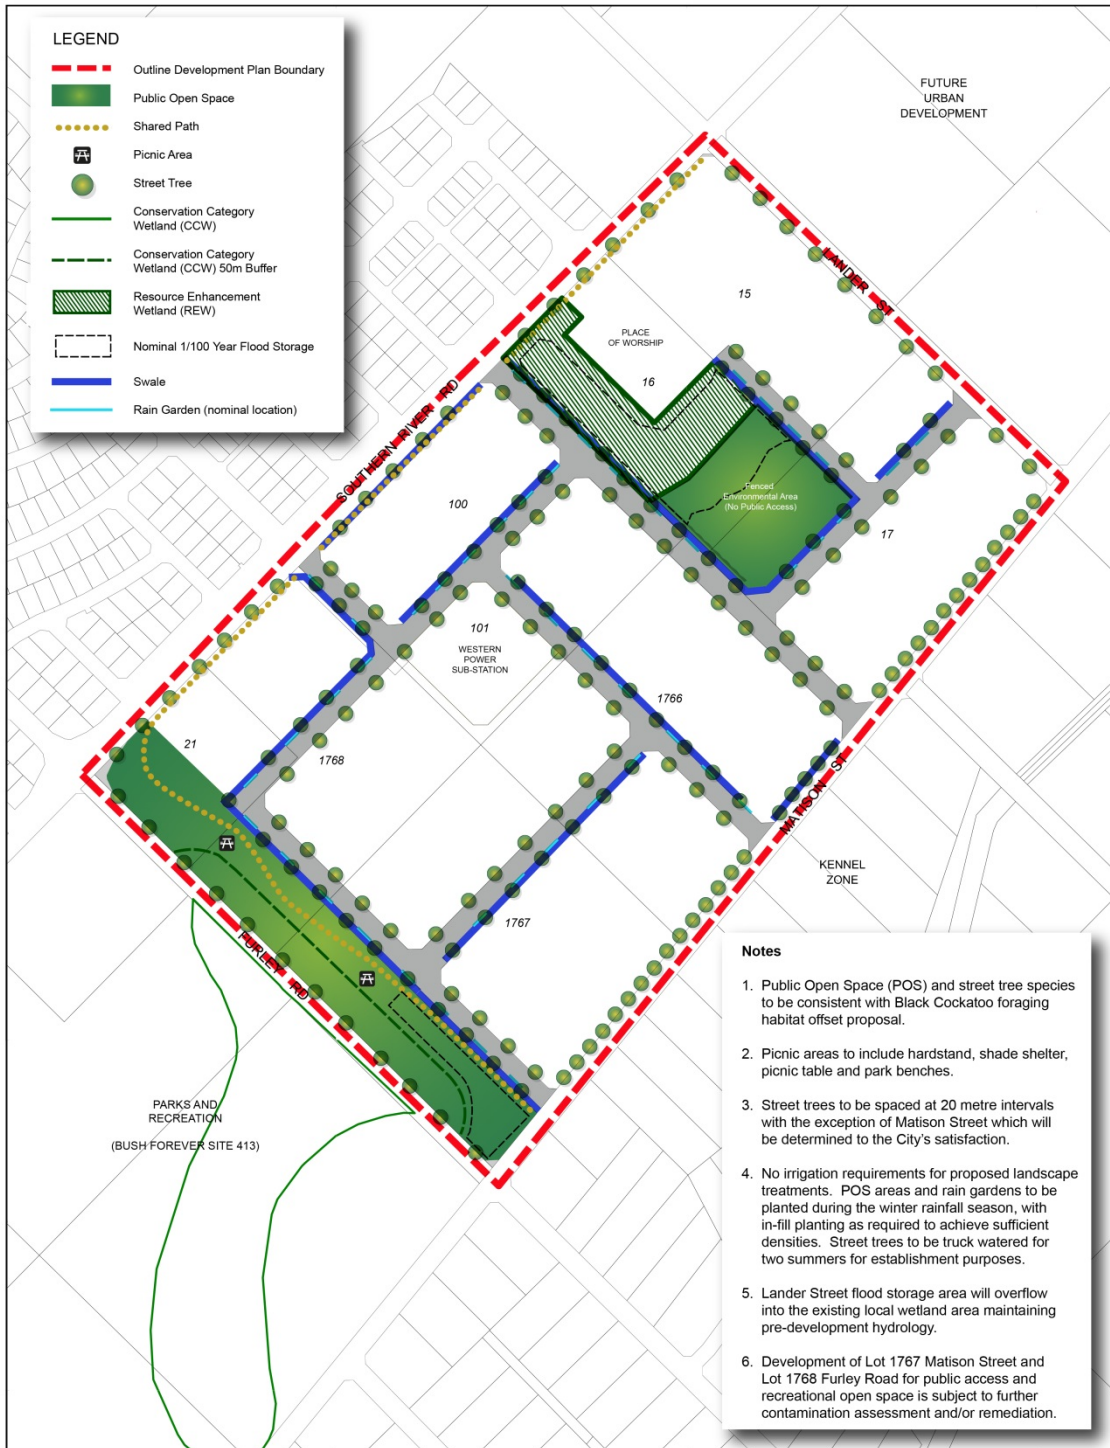 LEGEND
Outline Development Plan Boundary
Public Open Space
Shared Path
Picnic Area
Street Tree
Conservation Category
Wetland (CCW)
Conservation Category
Wetland (CCW) 50m Buffer
Resource Enhancement
Wetland (REW)
Nominal 1/100 Year Flood Storage
Swale
Rain Garden (nominal location)
FUTURE
URBAN
DEVELOPMENT
LANDER ST
15
PLACE
OF WORSHIP
16
SOUTHERN RIVER RD
100
Fenced
Environmental Area
(No Public Access)
17
101
WESTERN
POWER
SUB-STATION
1766
21
1768
MATISON ST
KENNEL
ZONE
1767
FURLEY RD
PARKS AND
RECREATION
(BUSH FOREVER SITE 413)
Notes
1. Public Open Space (POS) and street tree species
to be consistent with Black Cockatoo foraging
habitat offset proposal.
2. Picnic areas to include hardstand, shade shelter,
picnic table and park benches.
3. Street trees to be spaced at 20 metre intervals
with the exception of Matison Street which will
be determined to the City's satisfaction.
4. No irrigation requirements for proposed landscape
treatments. POS areas and rain gardens to be
planted during the winter rainfall season, with
in-fill planting as required to achieve sufficient
densities. Street trees to be truck watered for
two summers for establishment purposes.
5. Lander Street flood storage area will overflow
into the existing local wetland area maintaining
pre-development hydrology.
6. Development of Lot 1767 Matison Street and
Lot 1768 Furley Road for public access and
recreational open space is subject to further
contamination assessment and/or remediation.